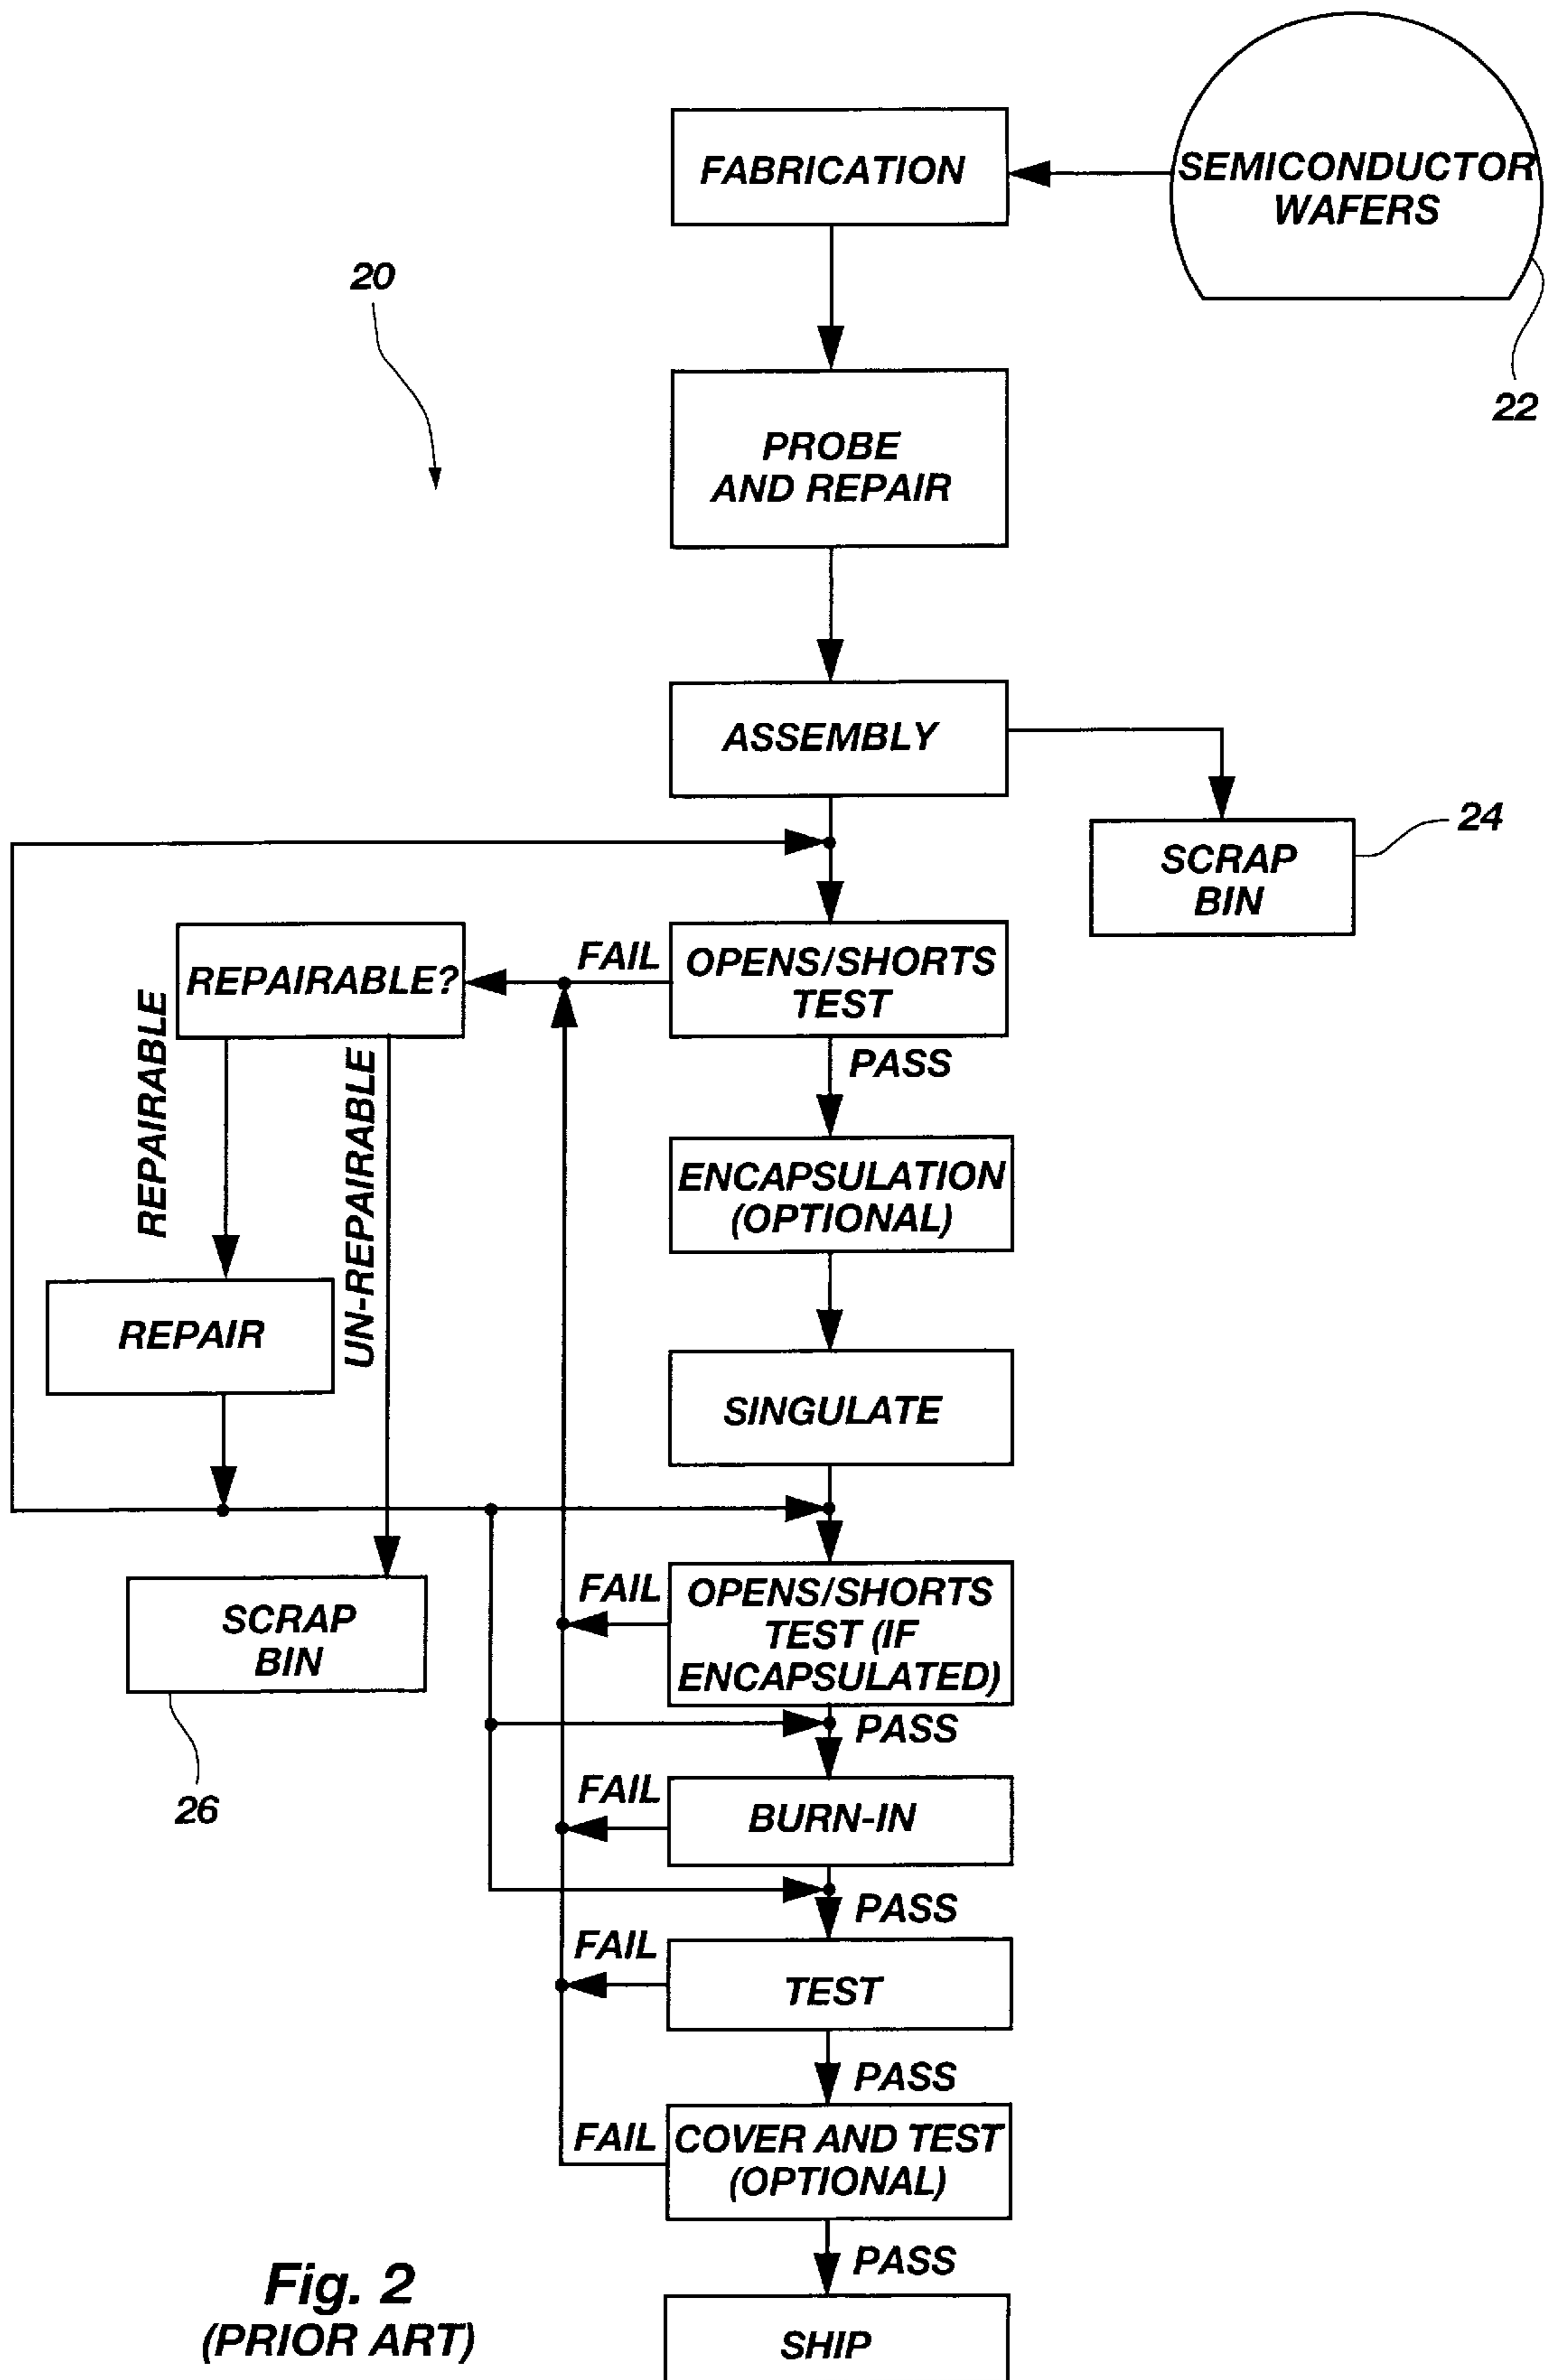 FABRICATION
SEMICONDUCTOR
WAFERS
20
22
PROBE
AND REPAIR
ASSEMBLY
24
SCRAP
BIN
REPAIRABLE?
FAIL
OPENS/SHORTS
TEST
PASS
REPAIRABLE
UN-REPAIRABLE
ENCAPSULATION
(OPTIONAL)
REPAIR
SINGULATE
SCRAP
BIN
26
FAIL
OPENS/SHORTS
TEST (IF
ENCAPSULATED)
PASS
FAIL
BURN-IN
PASS
FAIL
TEST
PASS
FAIL
COVER AND TEST
(OPTIONAL)
PASS
SHIP
Fig. 2
(PRIOR ART)